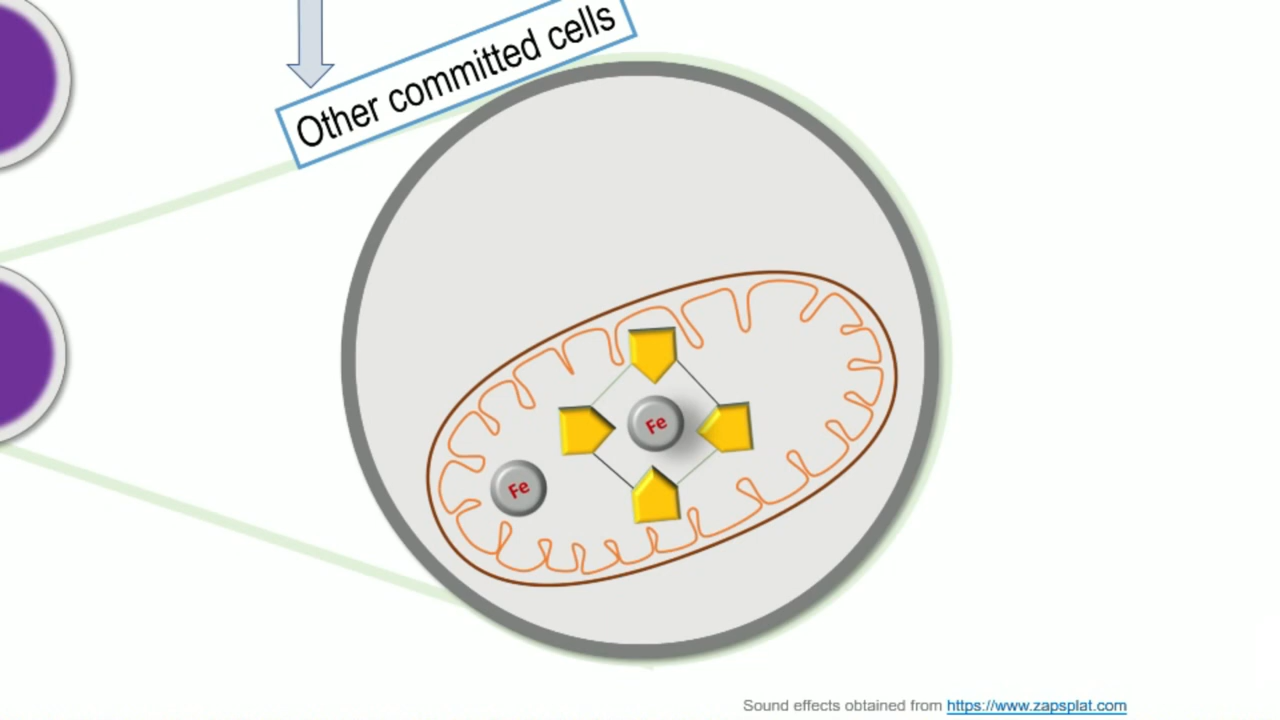 Other committed cells
Fe
Fe
Sound effects obtained from https://www.zapsplat.com